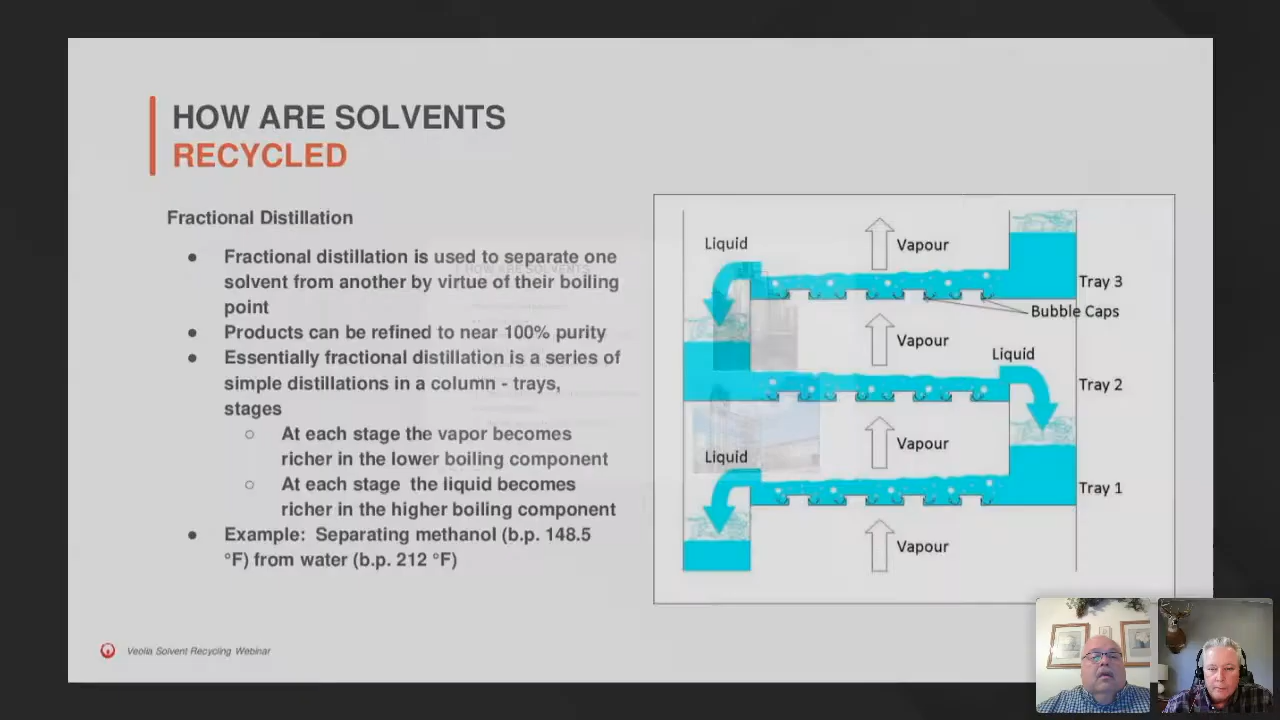 HOW ARE SOLVENTS
RECYCLED
Fractional Distillation
● Fractional distillation is used to separate one
solvent from another by virtue of their boiling
point
● Products can be refined to near 100% purity
● Essentially fractional distillation is a series of
simple distillations in a column - trays,
stages
○ At each stage the vapor becomes
richer in the lower boiling component
○ At each stage the liquid becomes
richer in the higher boiling component
● Example: Separating methanol (b.p. 148.5
°F) from water (b.p. 212 °F)
Liquid
Vapour
Tray 3
Bubble Caps
Vapour
Liquid
Tray 2
Vapour
Liquid
Tray 1
Vapour
HOW ARE SOLVENTS
Veolia Solvent Recycling Webinar